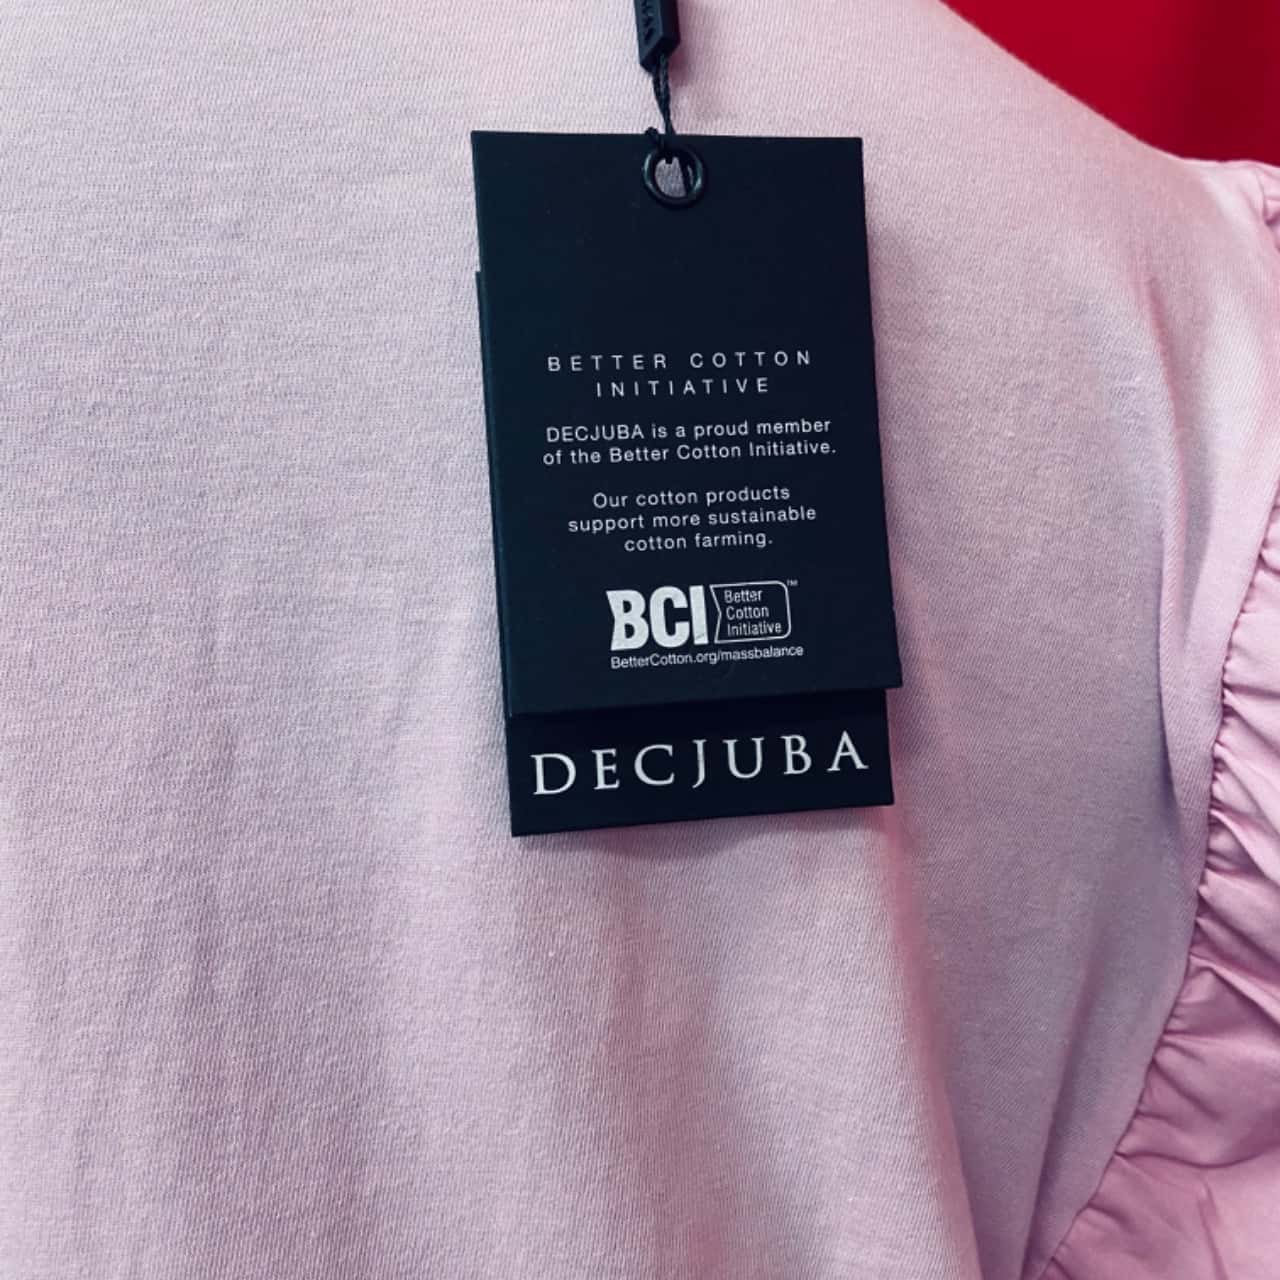 BETTER COTTON
INITIATIVE
DECJUBA is a proud member
of the Better Cotton Initiative.
Our cotton products
support more sustainable
cotton farming.
BCI
Better
Cotton
Initiative
™
BetterCotton.org/massbalance
DECJUBA